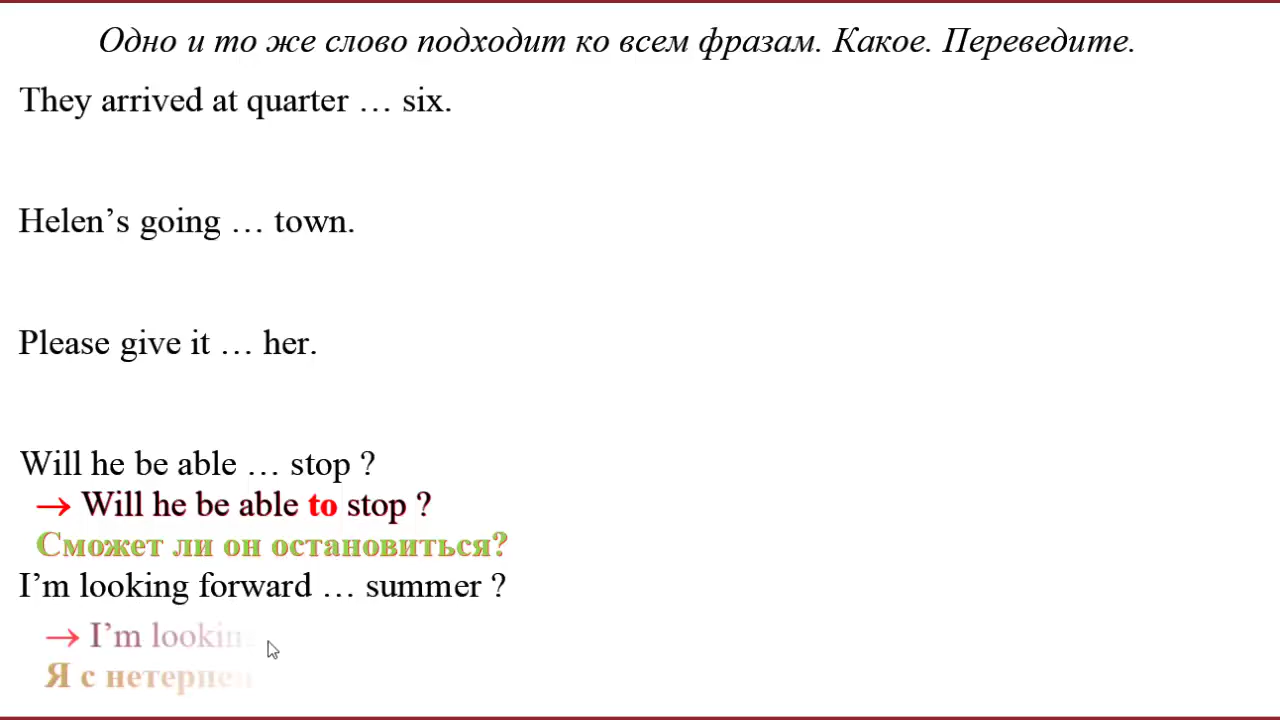 Одно и то же слово подходит ко всем фразам. Какое. Переведите.
They arrived at quarter … six.
Helen’s going … town.
Please give it … her.
Will he be able … stop ?
→ Will he be able to stop ?
Сможет ли он остановиться?
I’m looking forward … summer ?
→ I’m looking
Я с